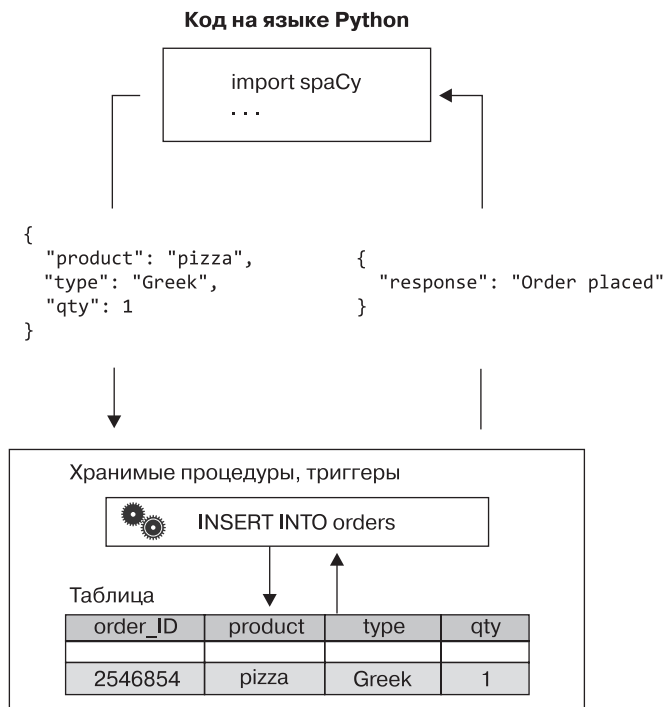 Код на языке Python
import spaCy
. . .
{
"product": "pizza",
"type": "Greek",
"qty": 1
}
{
"response": "Order placed"
}
Хранимые процедуры, триггеры
INSERT INTO orders
Таблица
order_ID product type qty
2546854 pizza Greek 1